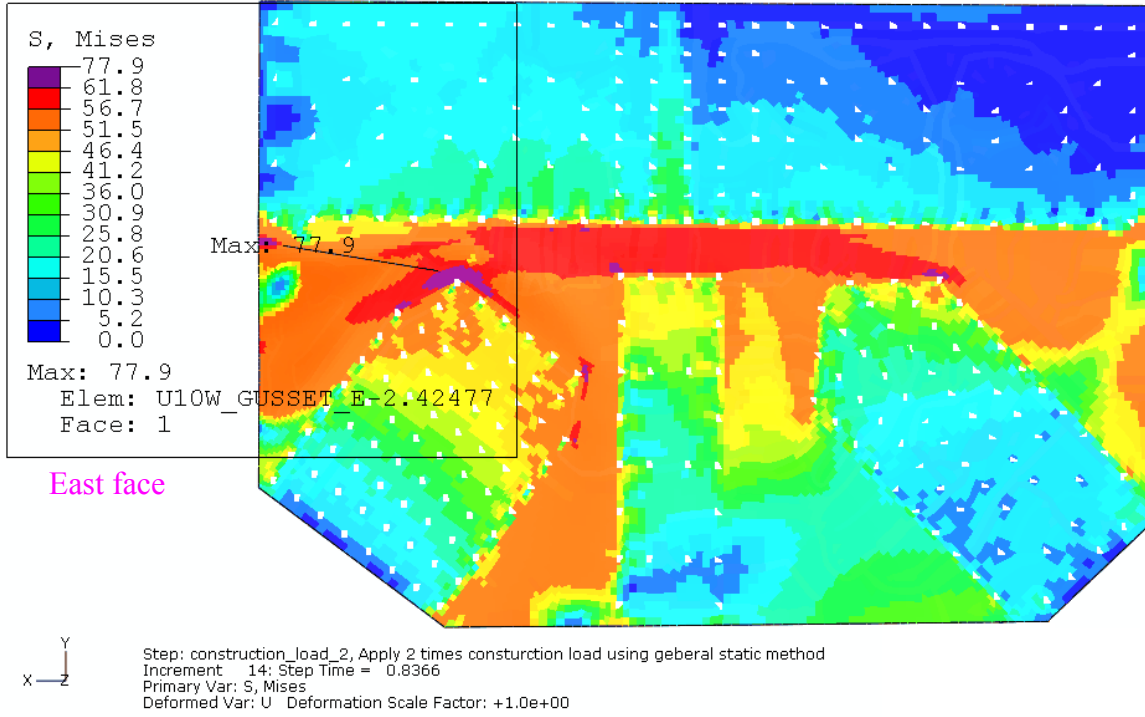 S, Mises
77.9
61.8
56.7
51.5
46.4
41.2
36.0
30.9
25.8
20.6
15.5
10.3
5.2
0.0
Max: 77.9
Max: 77.9
Elem: U10W_GUSSET_E-2.42477
Face: 1
East face
Y
X Z
Step: construction_load_2, Apply 2 times consturction load using geberal static method
Increment 14: Step Time = 0.8366
Primary Var: S, Mises
Deformed Var: U Deformation Scale Factor: +1.0e+00